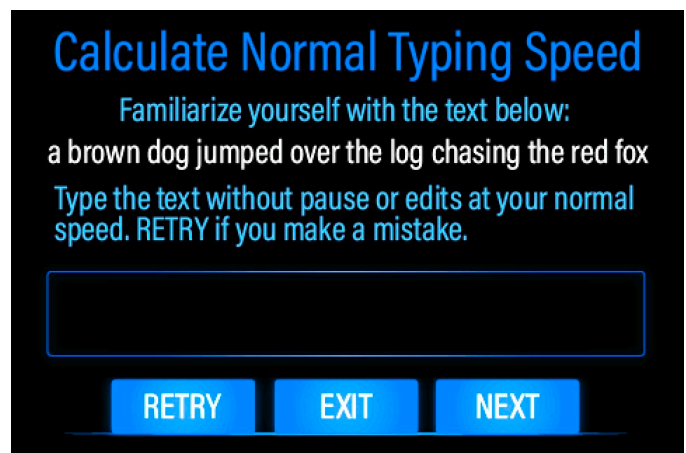 Calculate Normal Typing Speed
Familiarize yourself with the text below:
a brown dog jumped over the log chasing the red fox
Type the text without pause or edits at your normal
speed. RETRY if you make a mistake.
RETRY EXIT NEXT